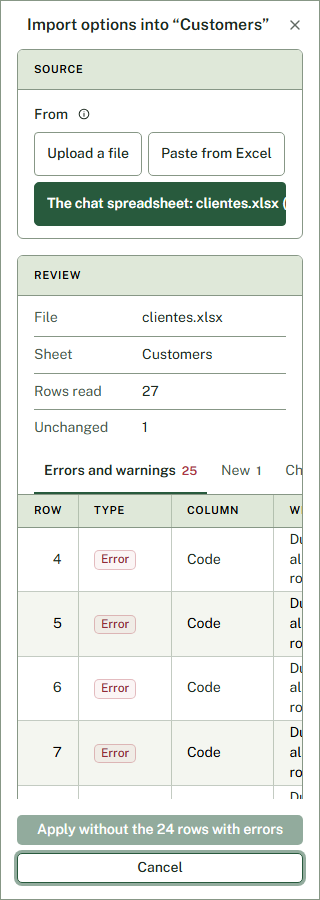 Import options into “Customers”
SOURCE
From
Upload a file
Paste from Excel
The chat spreadsheet: clientes.xlsx (
REVIEW
File clientes.xlsx
Sheet Customers
Rows read 27
Unchanged 1
Errors and warnings 25 New 1 Ch
ROW TYPE COLUMN
4 Error Code
5 Error Code
6 Error Code
7 Error Code
Apply without the 24 rows with errors
Cancel